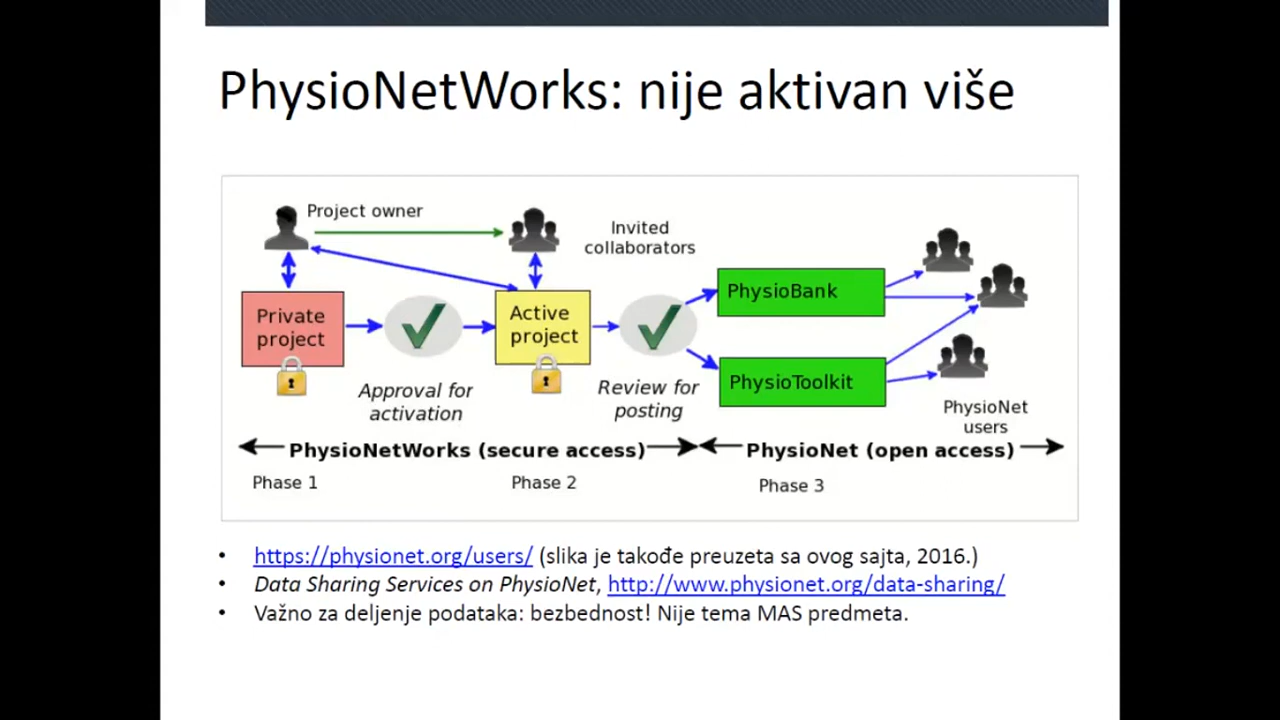 PhysioNetWorks: nije aktivan više
Project owner
Invited
collaborators
Private
project
Active
project
PhysioBank
PhysioToolkit
Approval for
activation
Review for
posting
PhysioNet
users
PhysioNetWorks (secure access)
PhysioNet (open access)
Phase 1
Phase 2
Phase 3
• https://physionet.org/users/ (slika je takođe preuzeta sa ovog sajta, 2016.)
• Data Sharing Services on PhysioNet, http://www.physionet.org/data-sharing/
• Važno za deljenje podataka: bezbednost! Nije tema MAS predmeta.